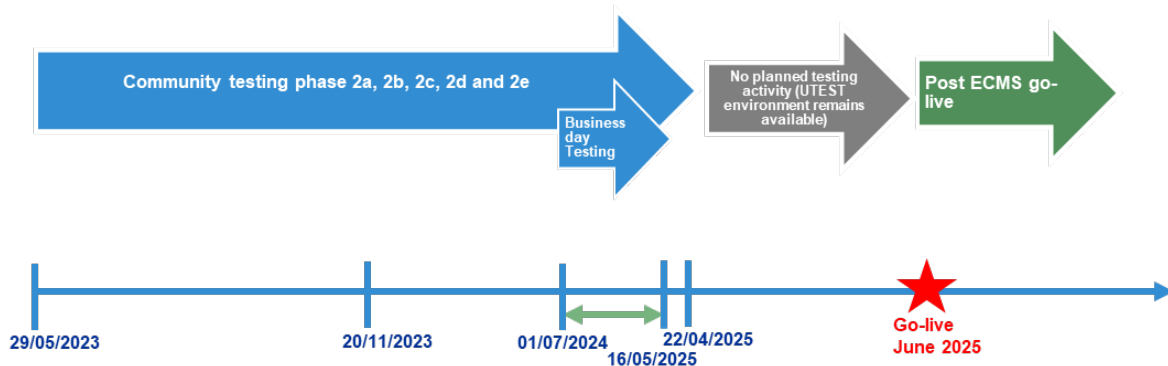 Community testing phase 2a, 2b, 2c, 2d and 2e
Business
day
Testing
No planned testing
activity (UTEST
environment remains
available)
Post ECMS go-
live
29/05/2023
20/11/2023
01/07/2024
16/05/2025
22/04/2025
Go-live
June 2025